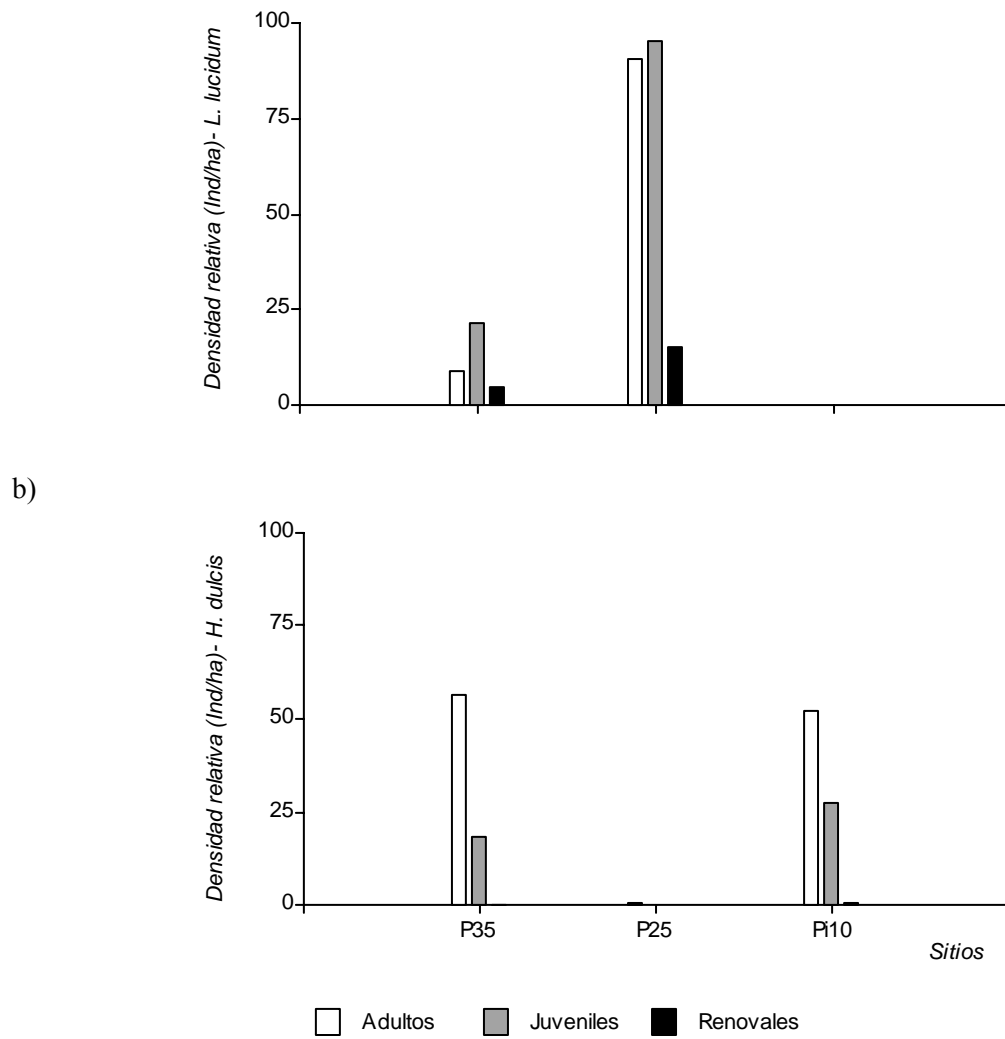 Densidad relativa (Ind/ha)- L. lucidum
100
75
50
25
0
b)
Densidad relativa (Ind/ha)- H. dulcis
100
75
50
25
0
P35 P25 Pi10
Sitios
Adultos Juveniles Renovales